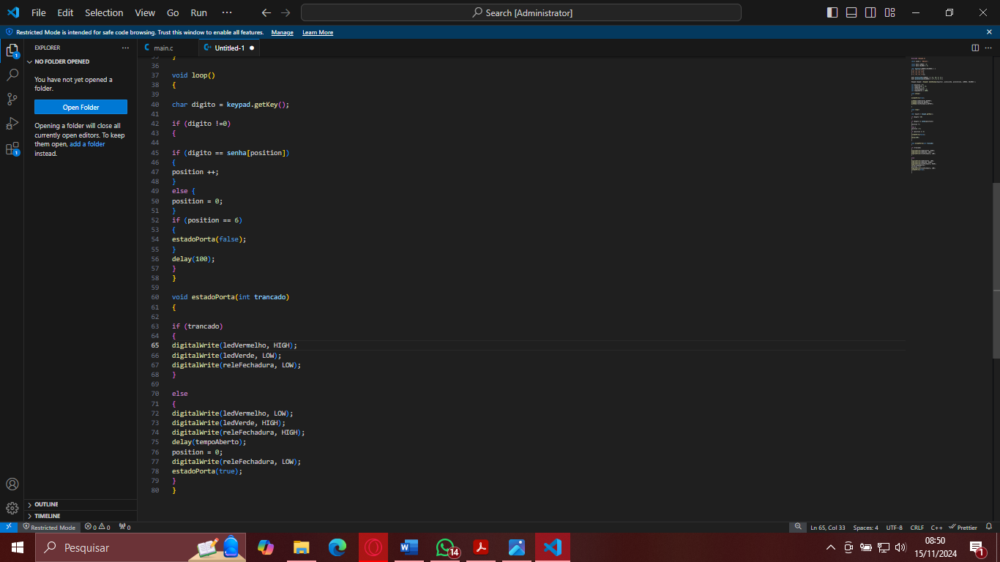 File Edit Selection View Go Run ··· Search [Administrator]
Restricted Mode is intended for safe code browsing. Trust this window to enable all features. Manage Learn More
EXPLORER ···
NO FOLDER OPENED
You have not yet opened a
folder.
Open Folder
Opening a folder will close all
currently open editors. To keep
them open, add a folder
instead.
OUTLINE
TIMELINE
main.c Untitled-1
35 }
36
37 void loop()
38 {
39
40 char digito = keypad.getKey();
41
42 if (digito !=0)
43 {
44
45 if (digito == senha[position])
46 {
47 position ++;
48 }
49 else {
50 position = 0;
51 }
52 if (position == 6)
53 {
54 estadoPorta(false);
55 }
56 delay(100);
57 }
58 }
59
60 void estadoPorta(int trancado)
61 {
62
63 if (trancado)
64 {
65 digitalWrite(ledVermelho, HIGH);
66 digitalWrite(ledVerde, LOW);
67 digitalWrite(releFechadura, LOW);
68 }
69
70 else
71 {
72 digitalWrite(ledVermelho, LOW);
73 digitalWrite(ledVerde, HIGH);
74 digitalWrite(releFechadura, HIGH);
75 delay(tempoAberto);
76 position = 0;
77 digitalWrite(releFechadura, LOW);
78 estadoPorta(true);
79 }
80 }
Restricted Mode 0 0 0 Ln 65, Col 33 Spaces: 4 UTF-8 CRLF C++ Prettier
Pesquisar 14 08:50
15/11/2024 1